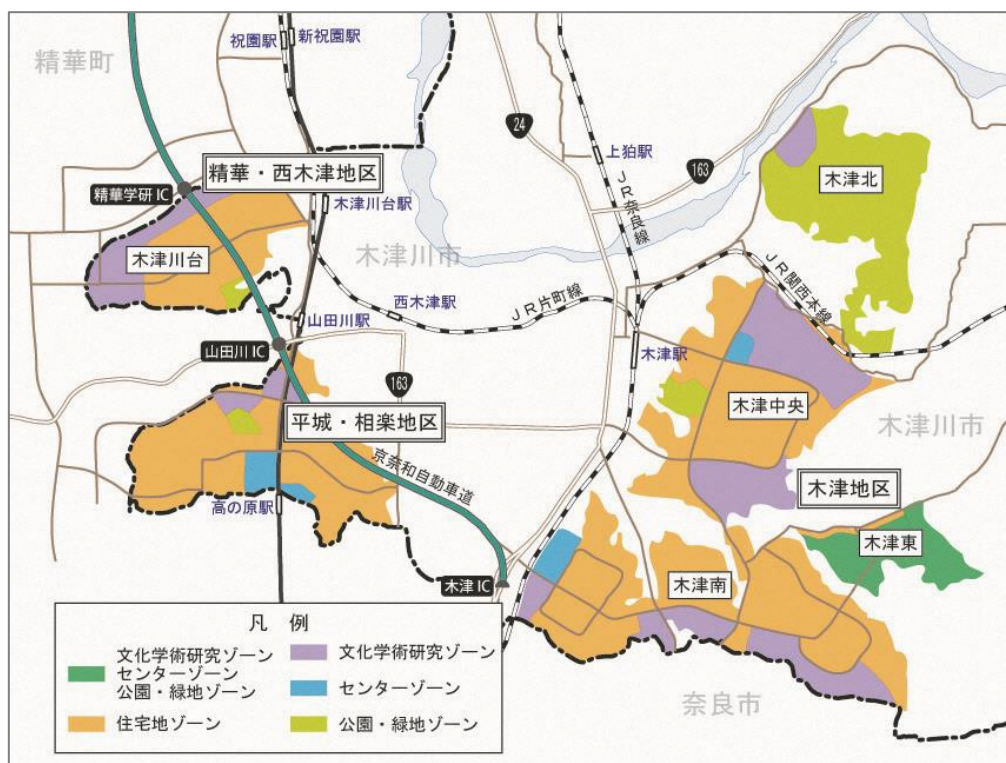 精華町
祝園駅
新祝園駅
24
上狛駅
163
JR奈良線
精華・西木津地区
精華学研IC
木津川台駅
木津川台
木津川市
木津北
西木津駅
JR片町線
JR関西本線
山田川駅
山田川IC
木津駅
163
木津中央
平城・相楽地区
木津川市
京奈和自動車道
木津地区
高の原駅
木津東
木津IC
木津南
奈良市
凡 例
文化学術研究ゾーン
センターゾーン
公園・緑地ゾーン
文化学術研究ゾーン
センターゾーン
住宅地ゾーン
公園・緑地ゾーン